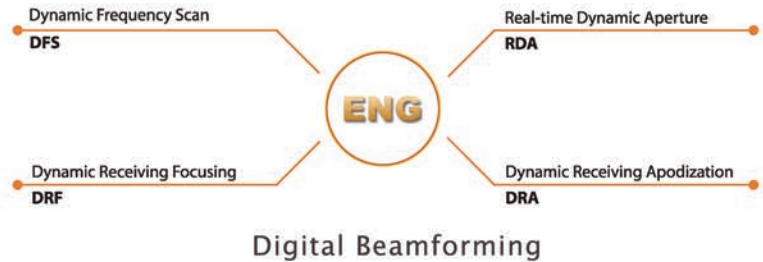 Dynamic Frequency Scan
DFS
Real-time Dynamic Aperture
RDA
ENG
Dynamic Receiving Focusing
DRF
Dynamic Receiving Apodization
DRA
Digital Beamforming